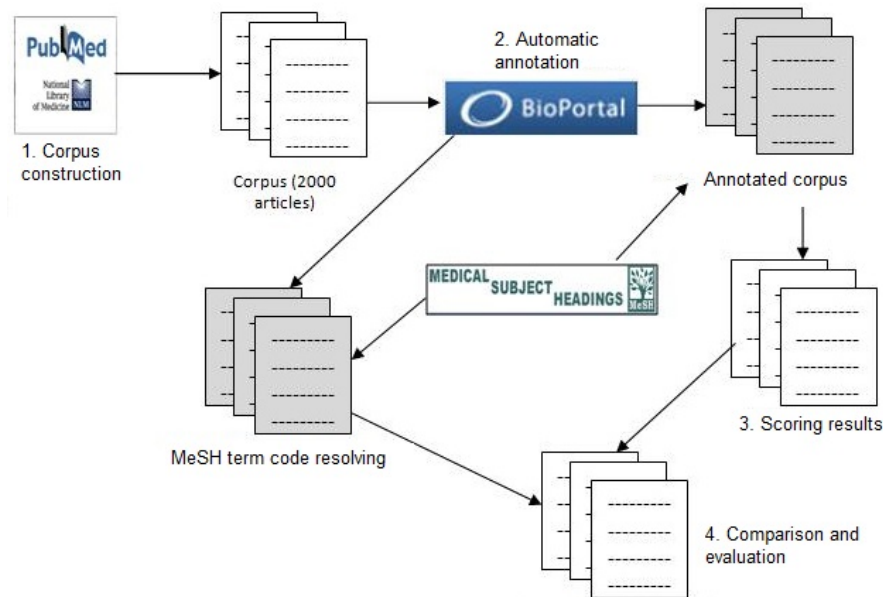 PubMed
National
Library
of Medicine NLM
1. Corpus
construction
Corpus (2000
articles)
2. Automatic
annotation
BioPortal
Annotated corpus
MEDICAL
SUBJECT
HEADINGS
MeSH
MeSH term code resolving
3. Scoring results
4. Comparison and
evaluation